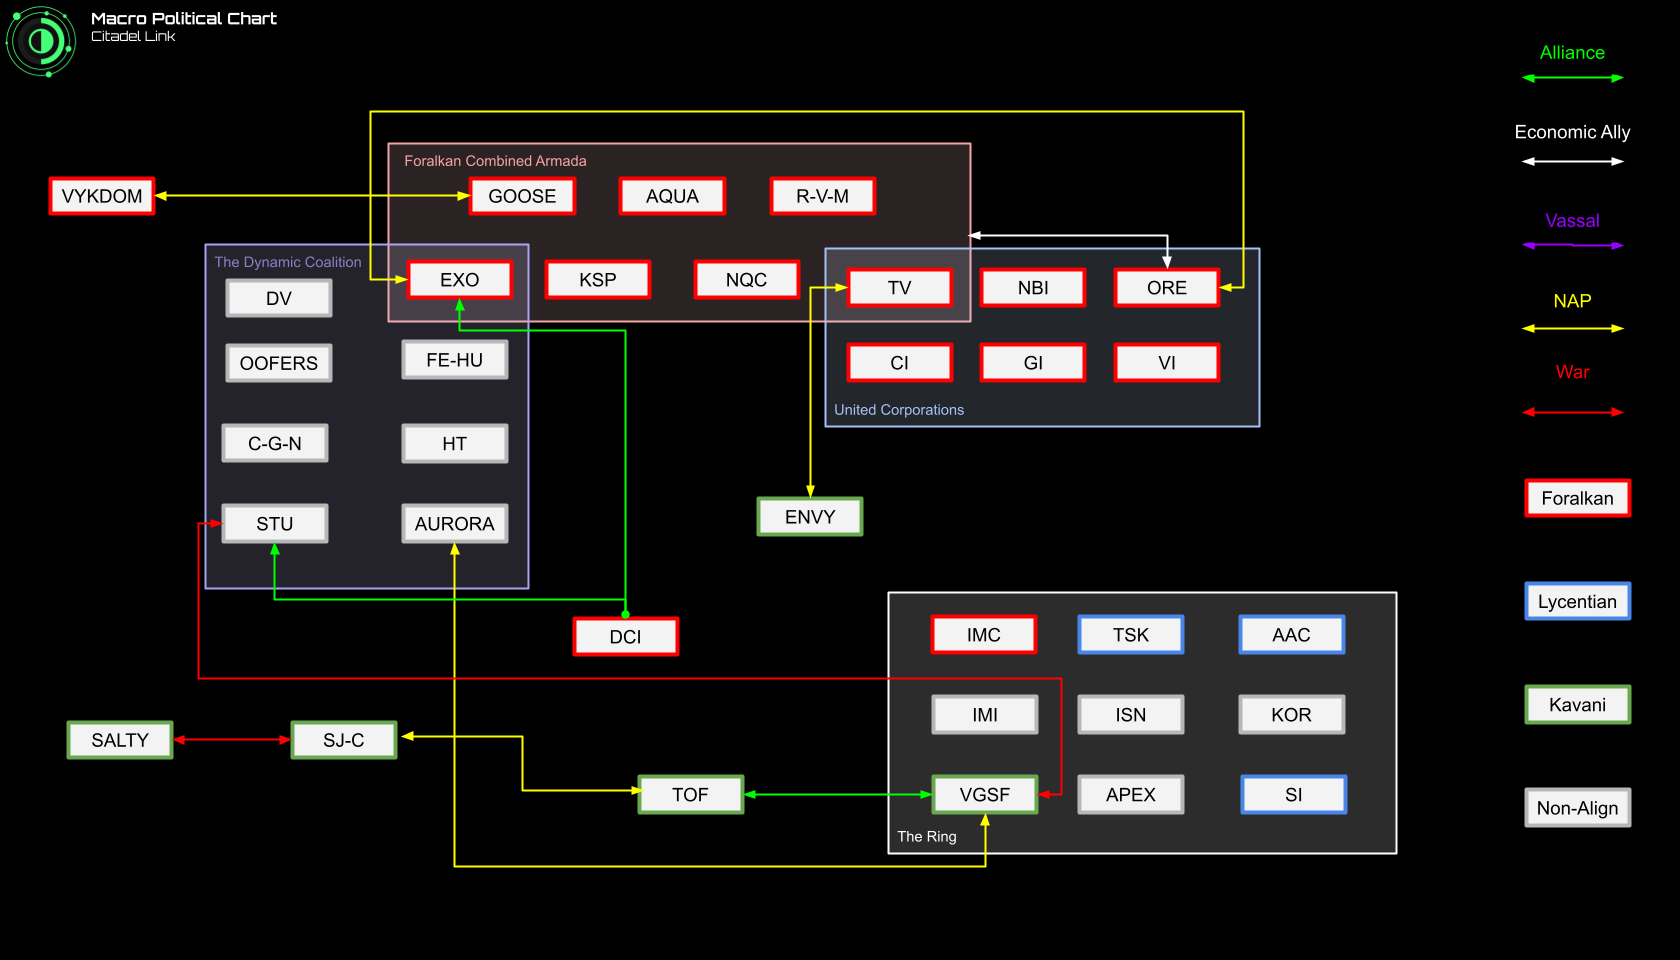 Macro Political Chart
Citadel Link
Alliance
Economic Ally
Vassal
NAP
War
Foralkan
Lycentian
Kavani
Non-Align
Foralkan Combined Armada
VYKDOM
GOOSE
AQUA
R-V-M
The Dynamic Coalition
EXO
KSP
NQC
TV
NBI
ORE
DV
OOFERS
FE-HU
CI
GI
VI
United Corporations
C-G-N
HT
STU
AURORA
ENVY
DCI
IMC
TSK
AAC
IMI
ISN
KOR
SALTY
SJ-C
TOF
VGSF
APEX
SI
The Ring